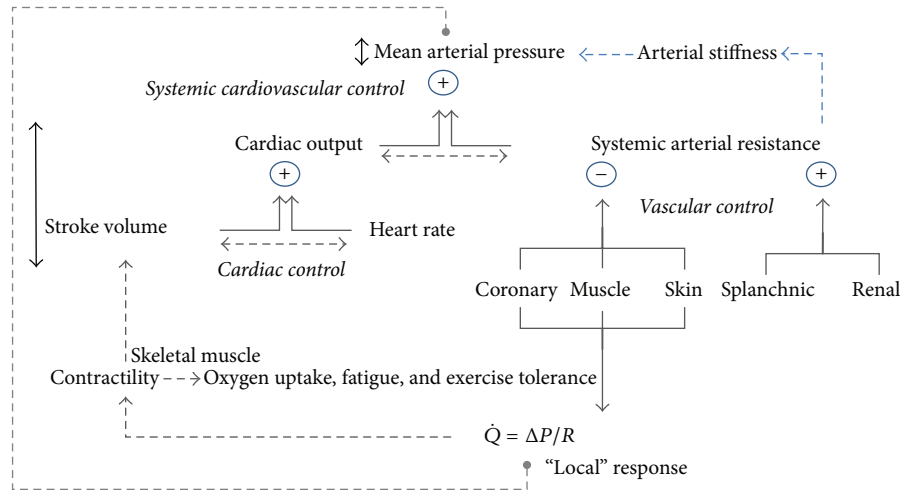 Mean arterial pressure
Arterial stiffness
Systemic cardiovascular control
+
Cardiac output
Systemic arterial resistance
+
−
+
Vascular control
Stroke volume
Heart rate
Cardiac control
Coronary Muscle Skin Splanchnic Renal
Skeletal muscle
Contractility
Oxygen uptake, fatigue, and exercise tolerance
Q̇ = ΔP/R
“Local” response